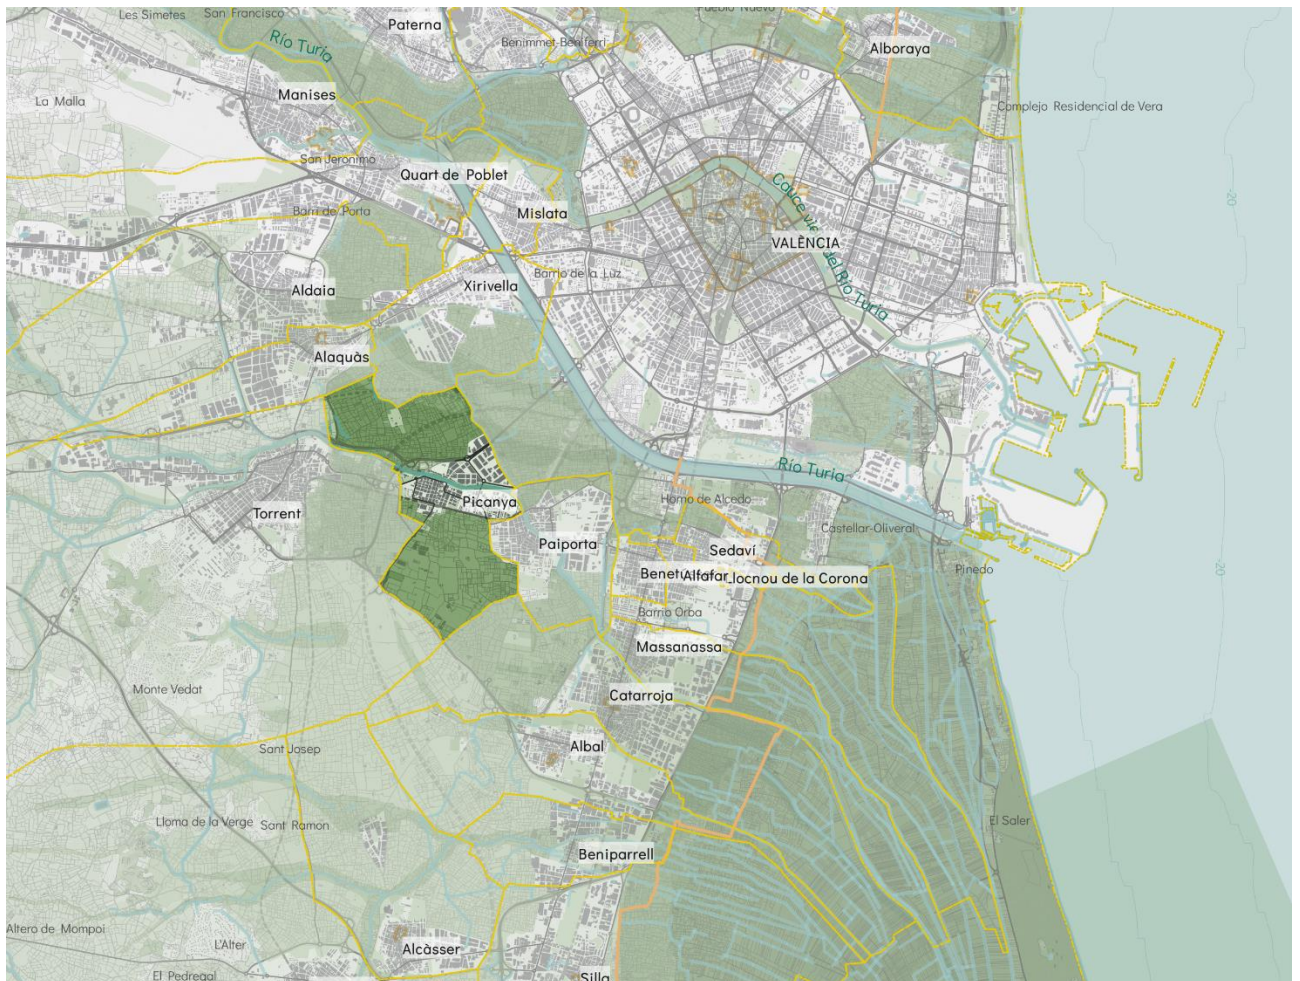 Les Simetes
San Francisco
Pueblo Nuevo
Paterna
Río Turia
Benimmet-Beniferri
Alboraya
Manises
La Malla
Complejo Residencial de Vera
San Jeronimo
Quart de Poblet
Cauce viejo del Río Turia
-20
Barri de Porta
Mislata
VALÈNCIA
Barrio de la Luz
Aldaia
Xirivella
Alaquàs
Río Turia
Picanya
Horno de Alcedo
Torrent
Castellar-Oliveral
Paiporta
Sedaví
Pinedo
-20
Alfafar
Llocnou de la Corona
Barrio Orba
Massanassa
Monte Vedat
Catarroja
Sant Josep
Albal
Lloma de la Verge
Sant Ramon
El Saler
Beniparrell
Altero de Mompoi
L'Alter
Alcàsser
El Pedregal
Silla